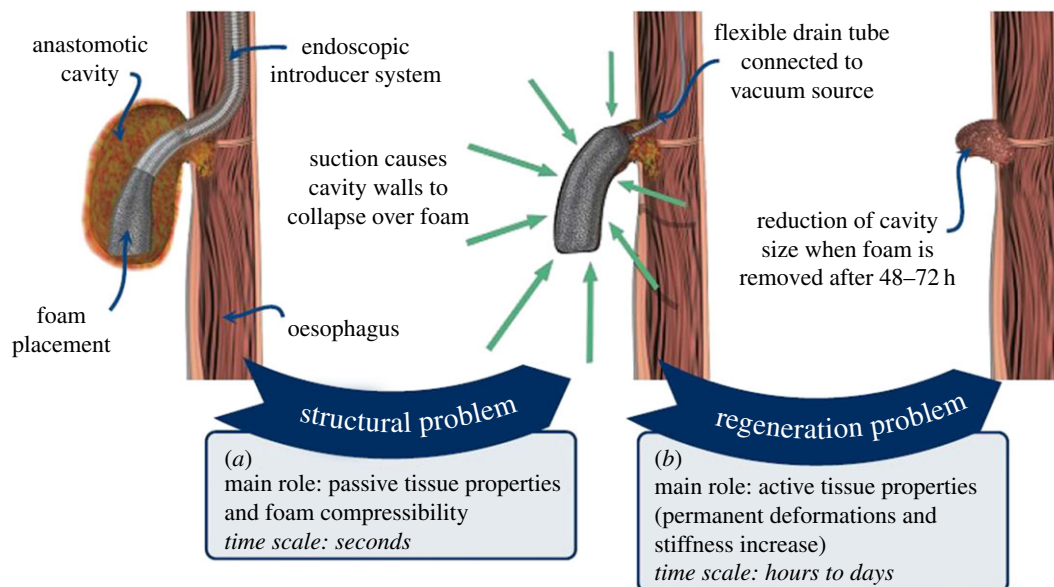 anastomotic
cavity
endoscopic
introducer system
foam
placement
oesophagus
suction causes
cavity walls to
collapse over foam
flexible drain tube
connected to
vacuum source
reduction of cavity
size when foam is
removed after 48–72 h
structural problem
(a)
main role: passive tissue properties
and foam compressibility
time scale: seconds
regeneration problem
(b)
main role: active tissue properties
(permanent deformations and
stiffness increase)
time scale: hours to days